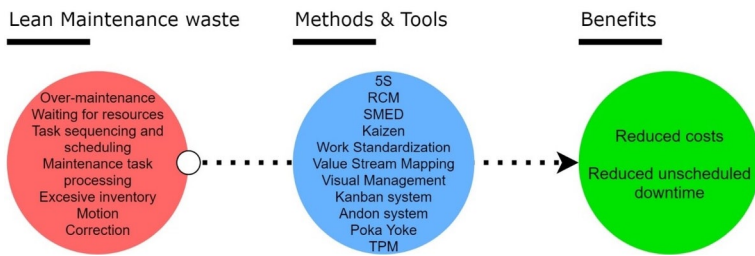 Lean Maintenance waste
Methods & Tools
Benefits
Over-maintenance
Waiting for resources
Task sequencing and
scheduling
Maintenance task
processing
Excesive inventory
Motion
Correction
5S
RCM
SMED
Kaizen
Work Standardization
Value Stream Mapping
Visual Management
Kanban system
Andon system
Poka Yoke
TPM
Reduced costs
Reduced unscheduled
downtime